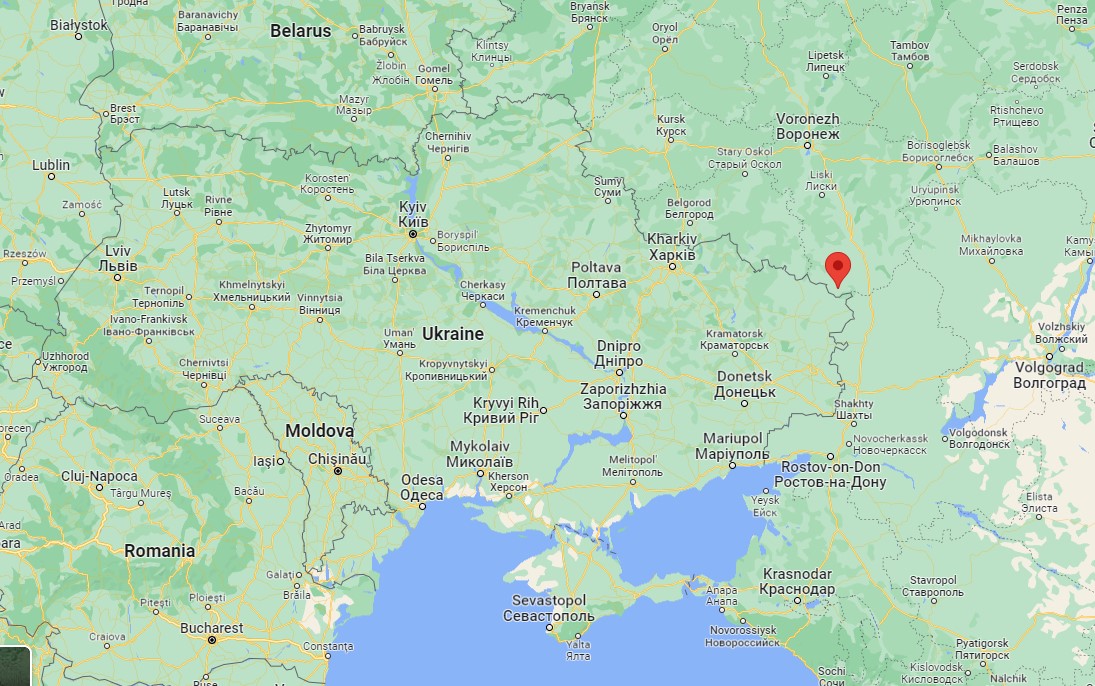 Гродна
Białystok
Baranavichy
Баранавічы
Belarus
Babruysk
Бабруйск
Bryansk
Брянск
Klintsy
Клинцы
Oryol
Орёл
Penza
Пенза
Lipetsk
Липецк
Tambov
Тамбов
Serdobsk
Сердобск
Žlobin
Жлобін
Gomel
Гомель
Brest
Брэст
Mazyr
Мазыр
Rtishchevo
Ртищево
Kursk
Курск
Voronezh
Воронеж
Chernihiv
Чернігів
Stary Oskol
Старый Оскол
Borisoglebsk
Борисоглебск
Balashov
Балашов
Lublin
Liski
Лиски
Korosten
Коростень
Sumy
Суми
Uryupinsk
Урюпинск
Lutsk
Луцьк
Rivne
Рівне
Zamość
Belgorod
Белгород
Kyiv
Київ
Zhytomyr
Житомир
Boryspil'
Бориспіль
Kharkiv
Харків
Mikhaylovka
Михайловка
Kamy
Камы
Rzeszów
Lviv
Львів
Bila Tserkva
Біла Церква
Poltava
Полтава
Przemyśl
Ternopil
Тернопіль
Khmelnytskyi
Хмельницький
Vinnytsia
Вінниця
Cherkasy
Черкаси
Ivano-Frankivsk
Івано-Франківськ
Kremenchuk
Кременчук
Uman'
Умань
Ukraine
Kramatorsk
Краматорськ
Volzhskiy
Волжский
Uzhhorod
Ужгород
Chernivtsi
Чернівці
Kropyvnytskyi
Кропивницький
Dnipro
Дніпро
Volgograd
Волгоград
Donetsk
Донецьк
Zaporizhzhia
Запоріжжя
Kryvyi Rih
Кривий Ріг
Shakhty
Шахты
Suceava
Moldova
Novocherkassk
Новочеркасск
Volgodonsk
Волгодонск
Mariupol
Маріуполь
Mykolaiv
Миколаїв
Iași
Chișinău
Melitopol'
Мелітополь
Rostov-on-Don
Ростов-на-Дону
Oradea
Cluj-Napoca
Târgu Mureș
Bacău
Odesa
Одеса
Kherson
Херсон
Yeysk
Ейск
Elista
Элиста
Arad
Romania
Galați
Brăila
Krasnodar
Краснодар
Stavropol
Ставрополь
Sevastopol
Севастополь
Anapa
Анапа
Pitești
Ploiești
Craiova
Bucharest
Novorossiysk
Новороссийск
Constanța
Yalta
Ялта
Pyatigorsk
Пятигорск
Kislovodsk
Кисловодск
Nalchik
Sochi
Сочи
Ruse